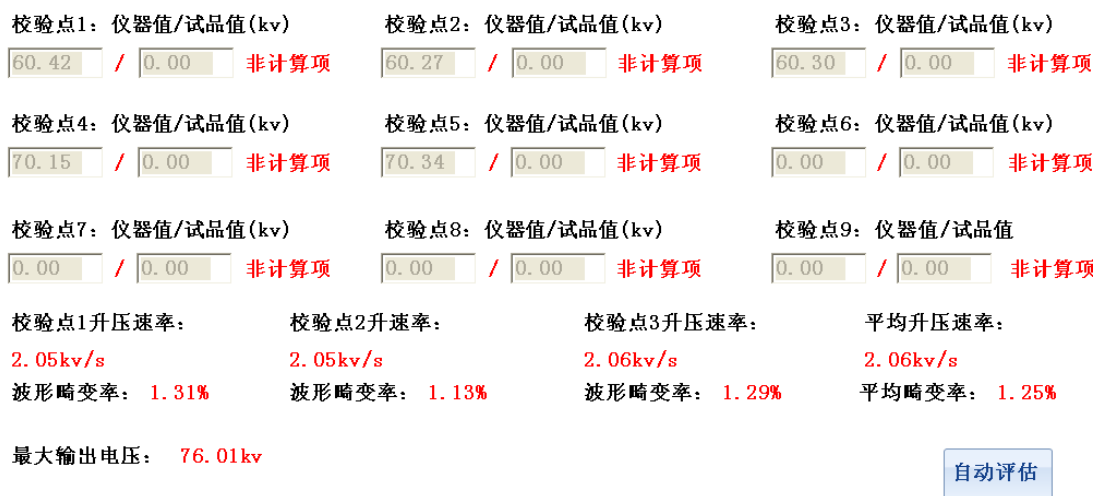 校验点1：仪器值/试品值(kv) 校验点2：仪器值/试品值(kv) 校验点3：仪器值/试品值(kv)
60.42 / 0.00 非计算项 60.27 / 0.00 非计算项 60.30 / 0.00 非计算项
校验点4：仪器值/试品值(kv) 校验点5：仪器值/试品值(kv) 校验点6：仪器值/试品值(kv)
70.15 / 0.00 非计算项 70.34 / 0.00 非计算项 0.00 / 0.00 非计算项
校验点7：仪器值/试品值(kv) 校验点8：仪器值/试品值(kv) 校验点9：仪器值/试品值
0.00 / 0.00 非计算项 0.00 / 0.00 非计算项 0.00 / 0.00 非计算项
校验点1升压速率： 校验点2升速率： 校验点3升压速率： 平均升压速率：
2.05kv/s 2.05kv/s 2.06kv/s 2.06kv/s
波形畸变率： 1.31% 波形畸变率： 1.13% 波形畸变率： 1.29% 平均畸变率： 1.25%
最大输出电压： 76.01kv
自动评估